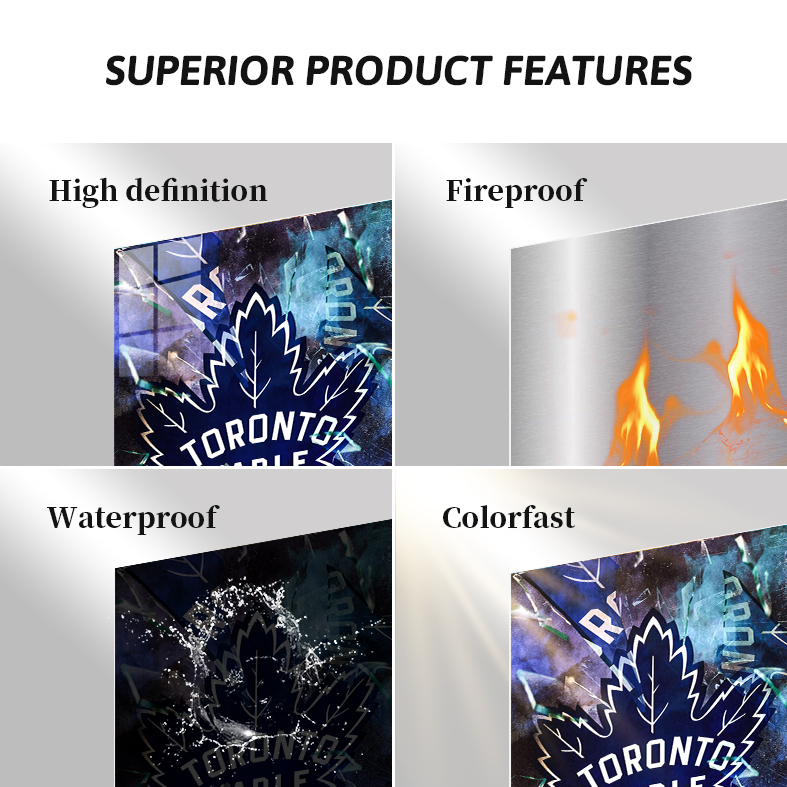 SUPERIOR PRODUCT FEATURES
High definition
Fireproof
TORONTO
Waterproof
Colorfast
TORONTO
TORONTO